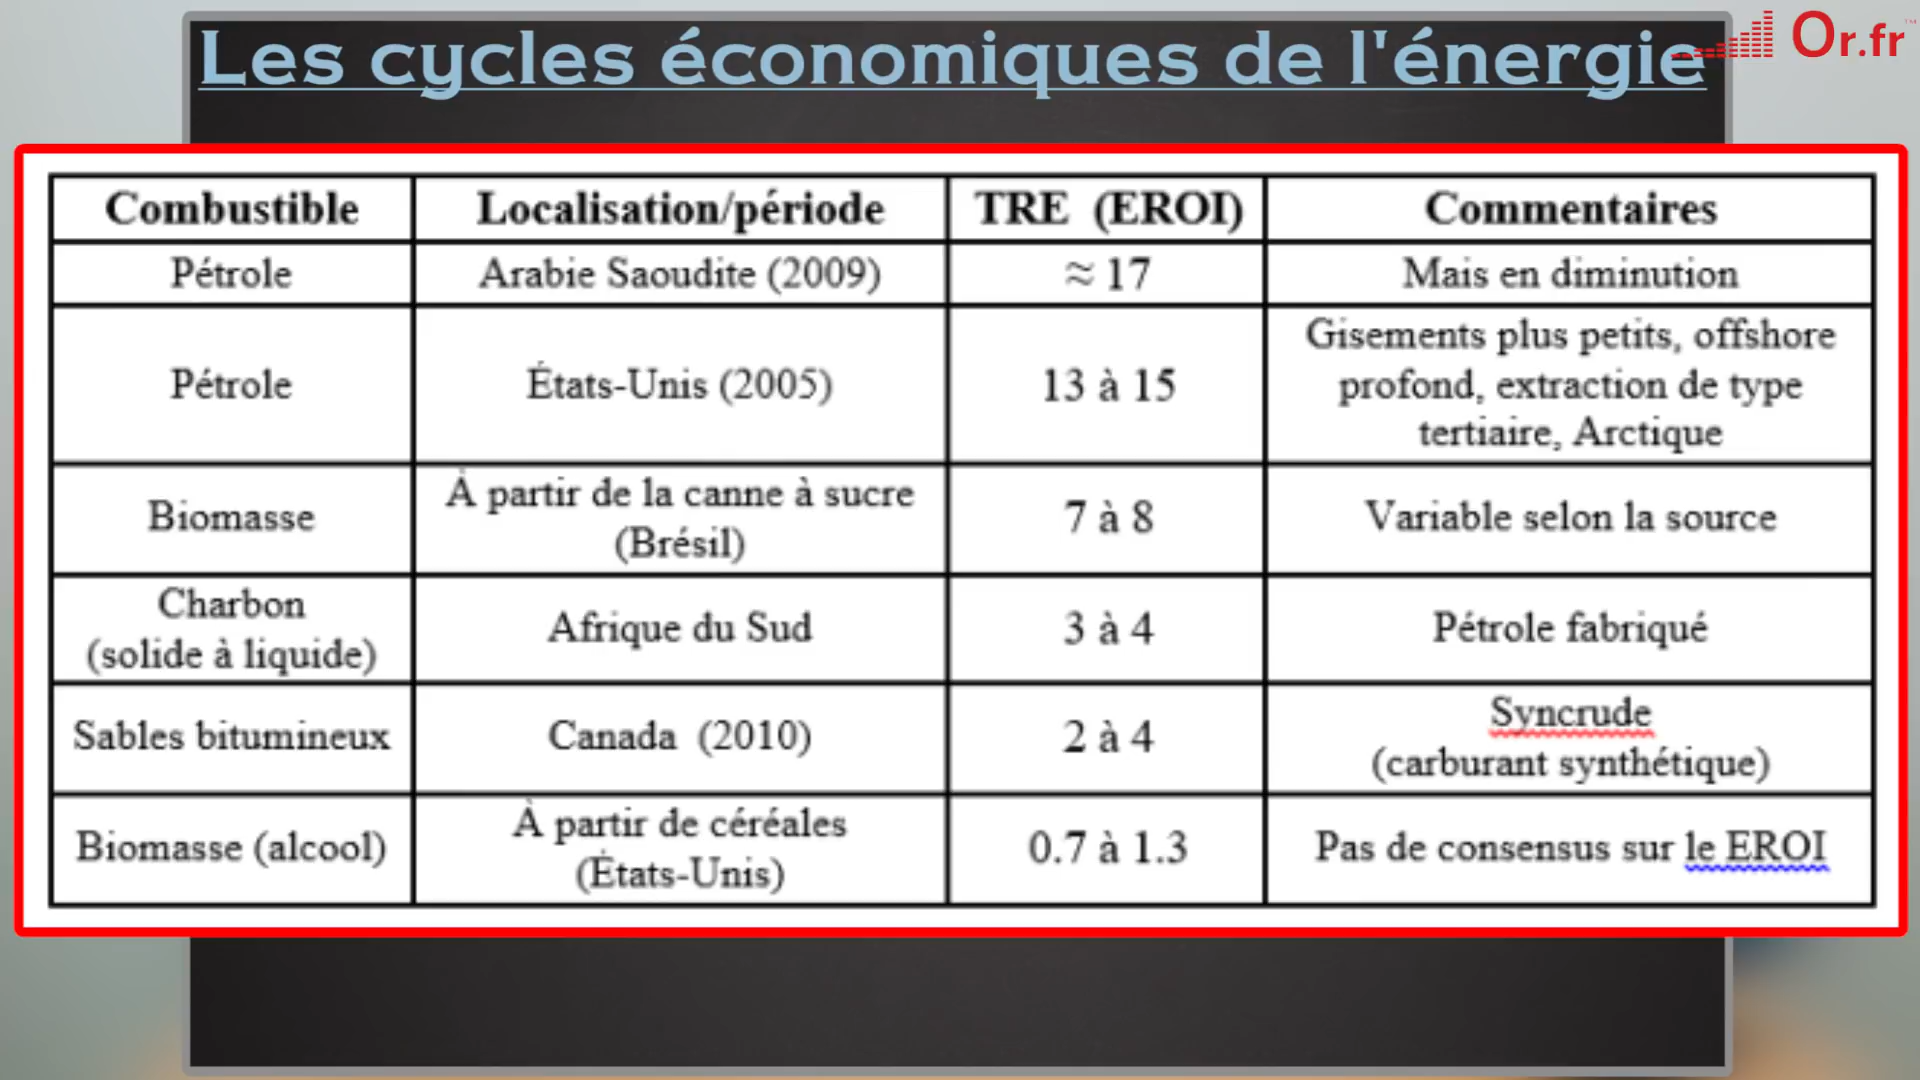 Les cycles économiques de l'énergie
Or.fr
Combustible
Localisation/période
TRE (EROI)
Commentaires
Pétrole
Arabie Saoudite (2009)
≈ 17
Mais en diminution
Pétrole
États-Unis (2005)
13 à 15
Gisements plus petits, offshore
profond, extraction de type
tertiaire, Arctique
Biomasse
À partir de la canne à sucre
(Brésil)
7 à 8
Variable selon la source
Charbon
(solide à liquide)
Afrique du Sud
3 à 4
Pétrole fabriqué
Sables bitumineux
Canada (2010)
2 à 4
Syncrude
(carburant synthétique)
Biomasse (alcool)
À partir de céréales
(États-Unis)
0.7 à 1.3
Pas de consensus sur le EROI